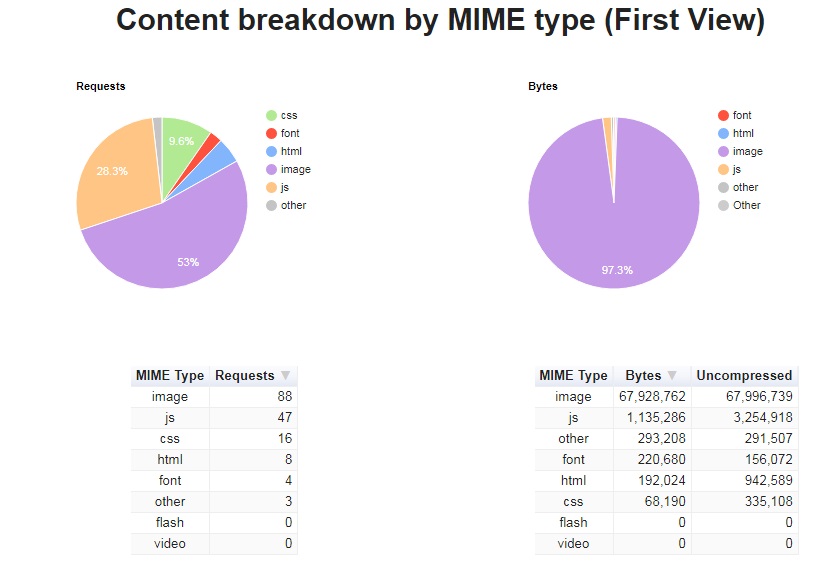 Content breakdown by MIME type (First View)
Requests
css
font
html
image
js
other
9.6%
28.3%
53%
Bytes
font
html
image
js
other
Other
97.3%
MIME Type Requests ▼
image 88
js 47
css 16
html 8
font 4
other 3
flash 0
video 0
MIME Type Bytes ▼ Uncompressed
image 67,928,762 67,996,739
js 1,135,286 3,254,918
other 293,208 291,507
font 220,680 156,072
html 192,024 942,589
css 68,190 335,108
flash 0 0
video 0 0